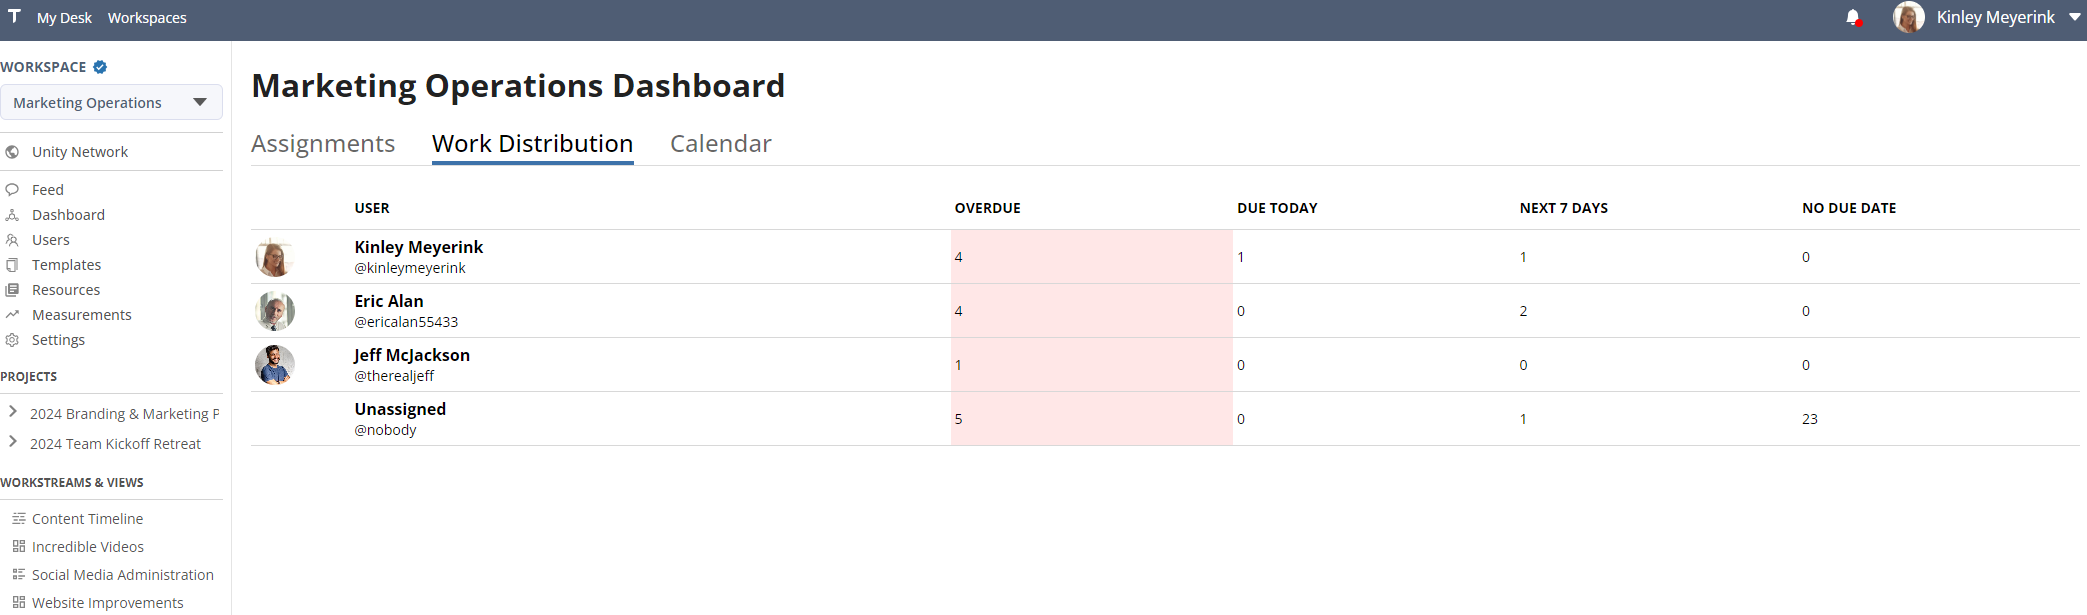 T My Desk Workspaces Kinley Meyerink
WORKSPACE
Marketing Operations
Unity Network
Feed
Dashboard
Users
Templates
Resources
Measurements
Settings
PROJECTS
2024 Branding & Marketing P
2024 Team Kickoff Retreat
WORKSTREAMS & VIEWS
Content Timeline
Incredible Videos
Social Media Administration
Website Improvements
Marketing Operations Dashboard
Assignments Work Distribution Calendar
USER OVERDUE DUE TODAY NEXT 7 DAYS NO DUE DATE
Kinley Meyerink
@kinleymeyerink
4 1 1 0
Eric Alan
@ericalan55433
4 0 2 0
Jeff McJackson
@therealjeff
1 0 0 0
Unassigned
@nobody
5 0 1 23